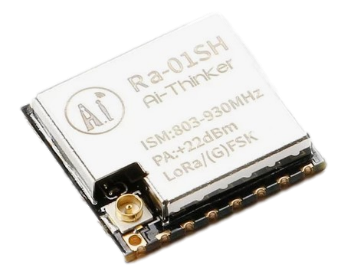 Ai
Ra-01SH
Ai-Thinker
ISM:803-930MHz
PA:+22dBm
LoRa/(G)FSK